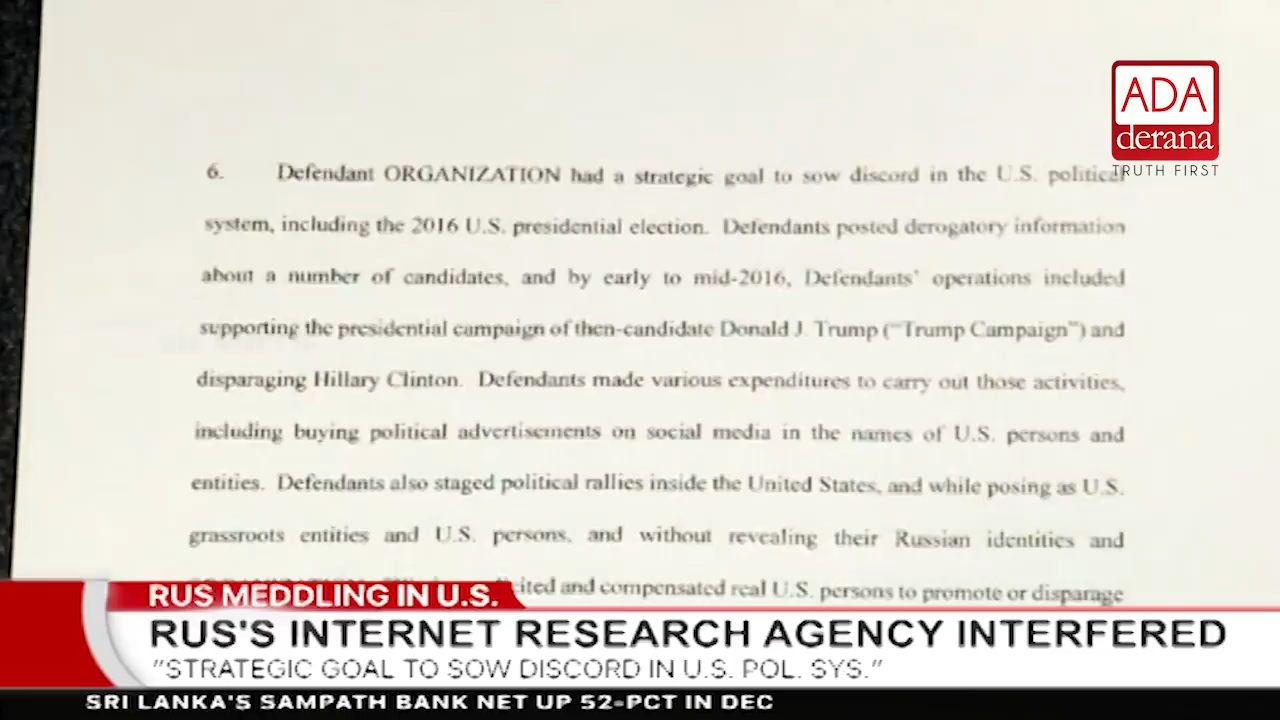 ADA
derana
TRUTH FIRST
6. Defendant ORGANIZATION had a strategic goal to sow discord in the U.S. political
system, including the 2016 U.S. presidential election. Defendants posted derogatory information
about a number of candidates, and by early to mid-2016, Defendants' operations included
supporting the presidential campaign of then-candidate Donald J. Trump ("Trump Campaign") and
disparaging Hillary Clinton. Defendants made various expenditures to carry out those activities,
including buying political advertisements on social media in the names of U.S. persons and
entities. Defendants also staged political rallies inside the United States, and while posing as U.S.
grassroots entities and U.S. persons, and without revealing their Russian identities and
and compensated real U.S. persons to promote or disparage
RUS MEDDLING IN U.S.
RUS'S INTERNET RESEARCH AGENCY INTERFERED
"STRATEGIC GOAL TO SOW DISCORD IN U.S. POL. SYS."
SRI LANKA'S SAMPATH BANK NET UP 52-PCT IN DEC